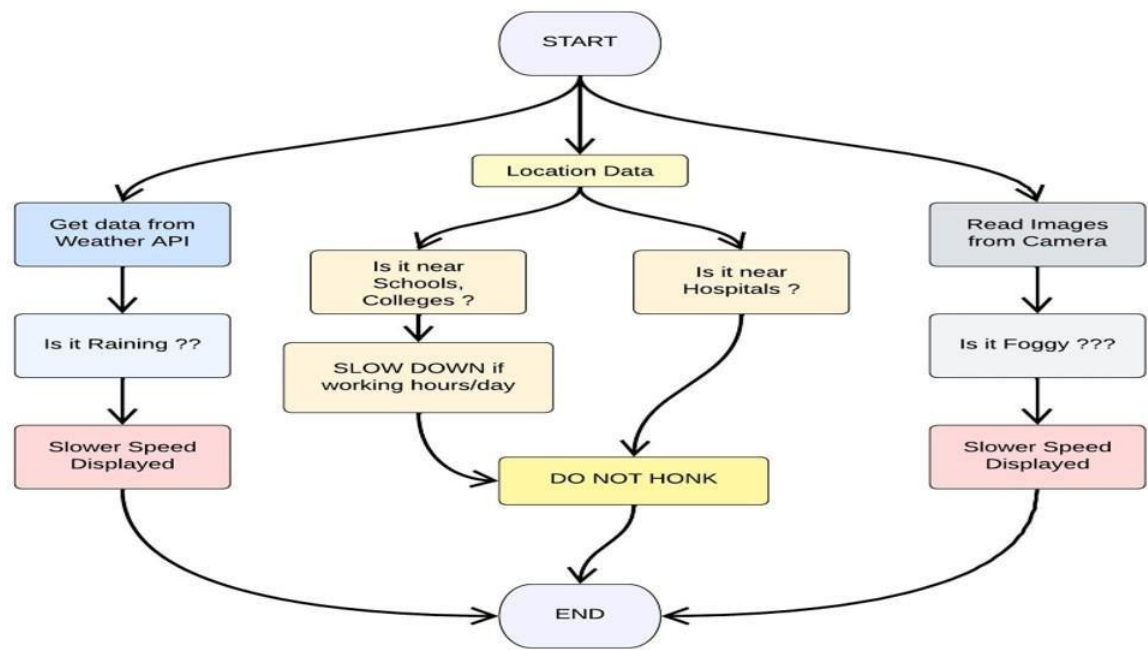 START
Location Data
Get data from
Weather API
Read Images
from Camera
Is it near
Schools,
Colleges ?
Is it near
Hospitals ?
Is it Raining ??
Is it Foggy ???
SLOW DOWN if
working hours/day
Slower Speed
Displayed
Slower Speed
Displayed
DO NOT HONK
END